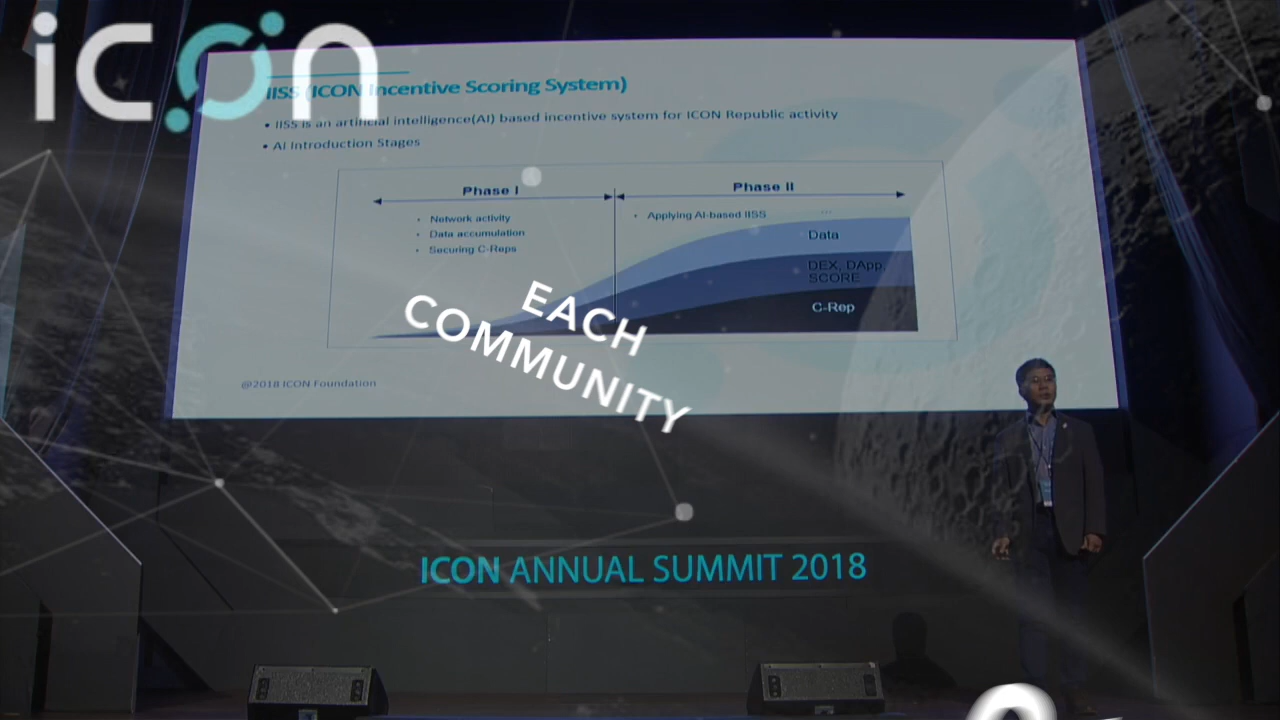 icon
IISS (ICON Incentive Scoring System)
• IISS is an artificial intelligence(AI) based incentive system for ICON Republic activity
• AI Introduction Stages
Phase I
Phase II
• Network activity
• Data accumulation
• Securing C-Reps
• Applying AI-based IISS
...
Data
DEX, DApp
SCORE
C-Rep
EACH
COMMUNITY
@2018 ICON Foundation
ICON ANNUAL SUMMIT 2018